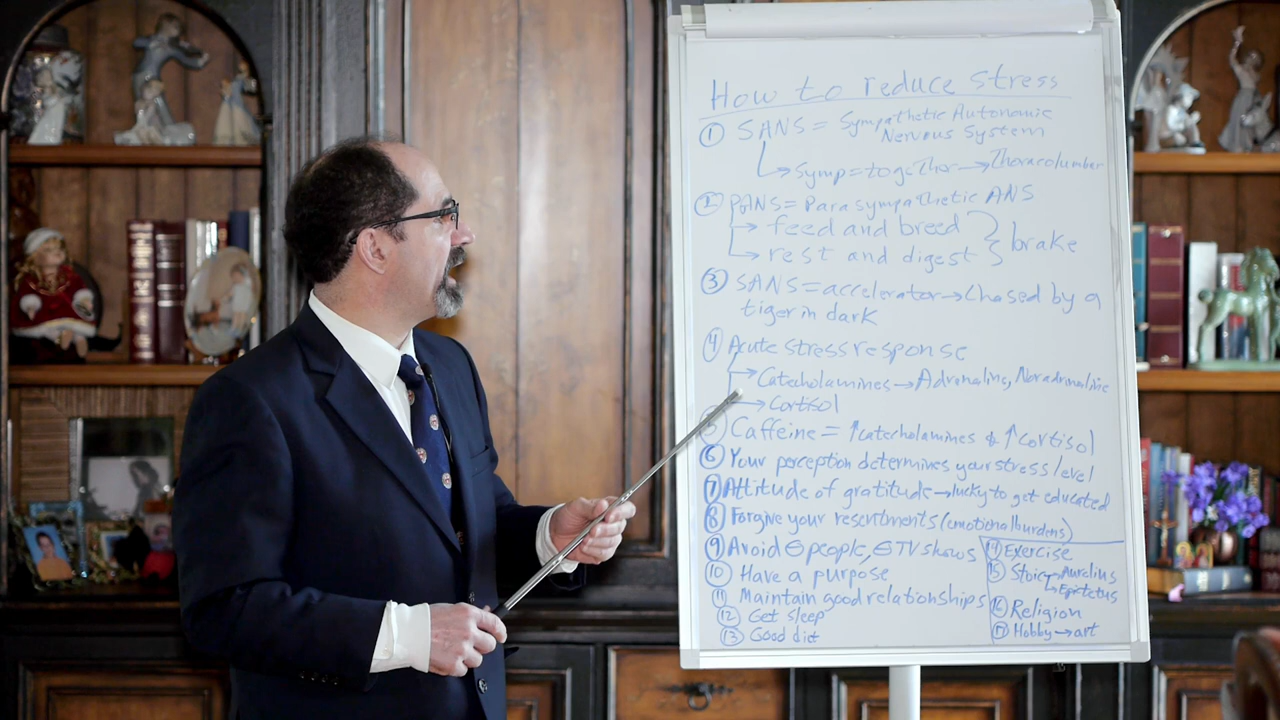 How to reduce stress
① SANS = Sympathetic Autonomic
Nervous System
↳ Symp = together → Thoracolumbar
② PANS = Parasympathetic ANS
→ feed and breed } brake
→ rest and digest
③ SANS = accelerator → Chased by a
tiger in dark
④ Acute stress response
→ Catecholamines → Adrenaline, Noradrenaline
→ Cortisol
⑤ Caffeine = ↑catecholamines & ↑cortisol
⑥ Your perception determines your stress level
⑦ Attitude of gratitude → lucky to get educated
⑧ Forgive your resentments (emotional burdens)
⑨ Avoid ⊖ people, ⊖ TV shows
⑩ Have a purpose
⑪ Maintain good relationships
⑫ Get sleep
⑬ Good diet
⑭ Exercise
⑮ Stoics → Aurelius
→ Epictetus
⑯ Religion
⑰ Hobby → art